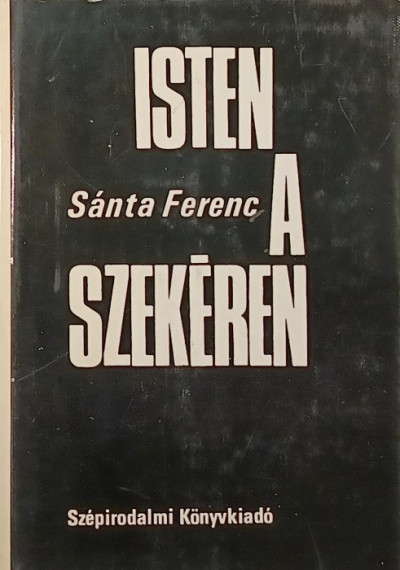 ISTEN
Sánta Ferenc A
SZEKÉREN
Szépirodalmi Könyvkiadó